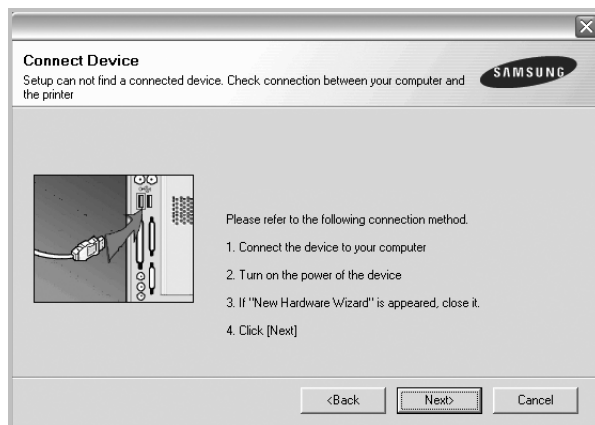 Connect Device
Setup can not find a connected device. Check connection between your computer and
the printer
SAMSUNG
Please refer to the following connection method.
1. Connect the device to your computer
2. Turn on the power of the device
3. If "New Hardware Wizard" is appeared, close it.
4. Click [Next]
<Back
Next>
Cancel